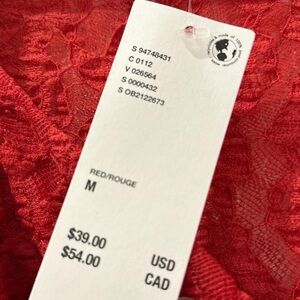 S 94748431
C 0112
V 026564
S 0000432
S OB2122673
RED/ROUGE
M
$39.00 USD
$54.00 CAD